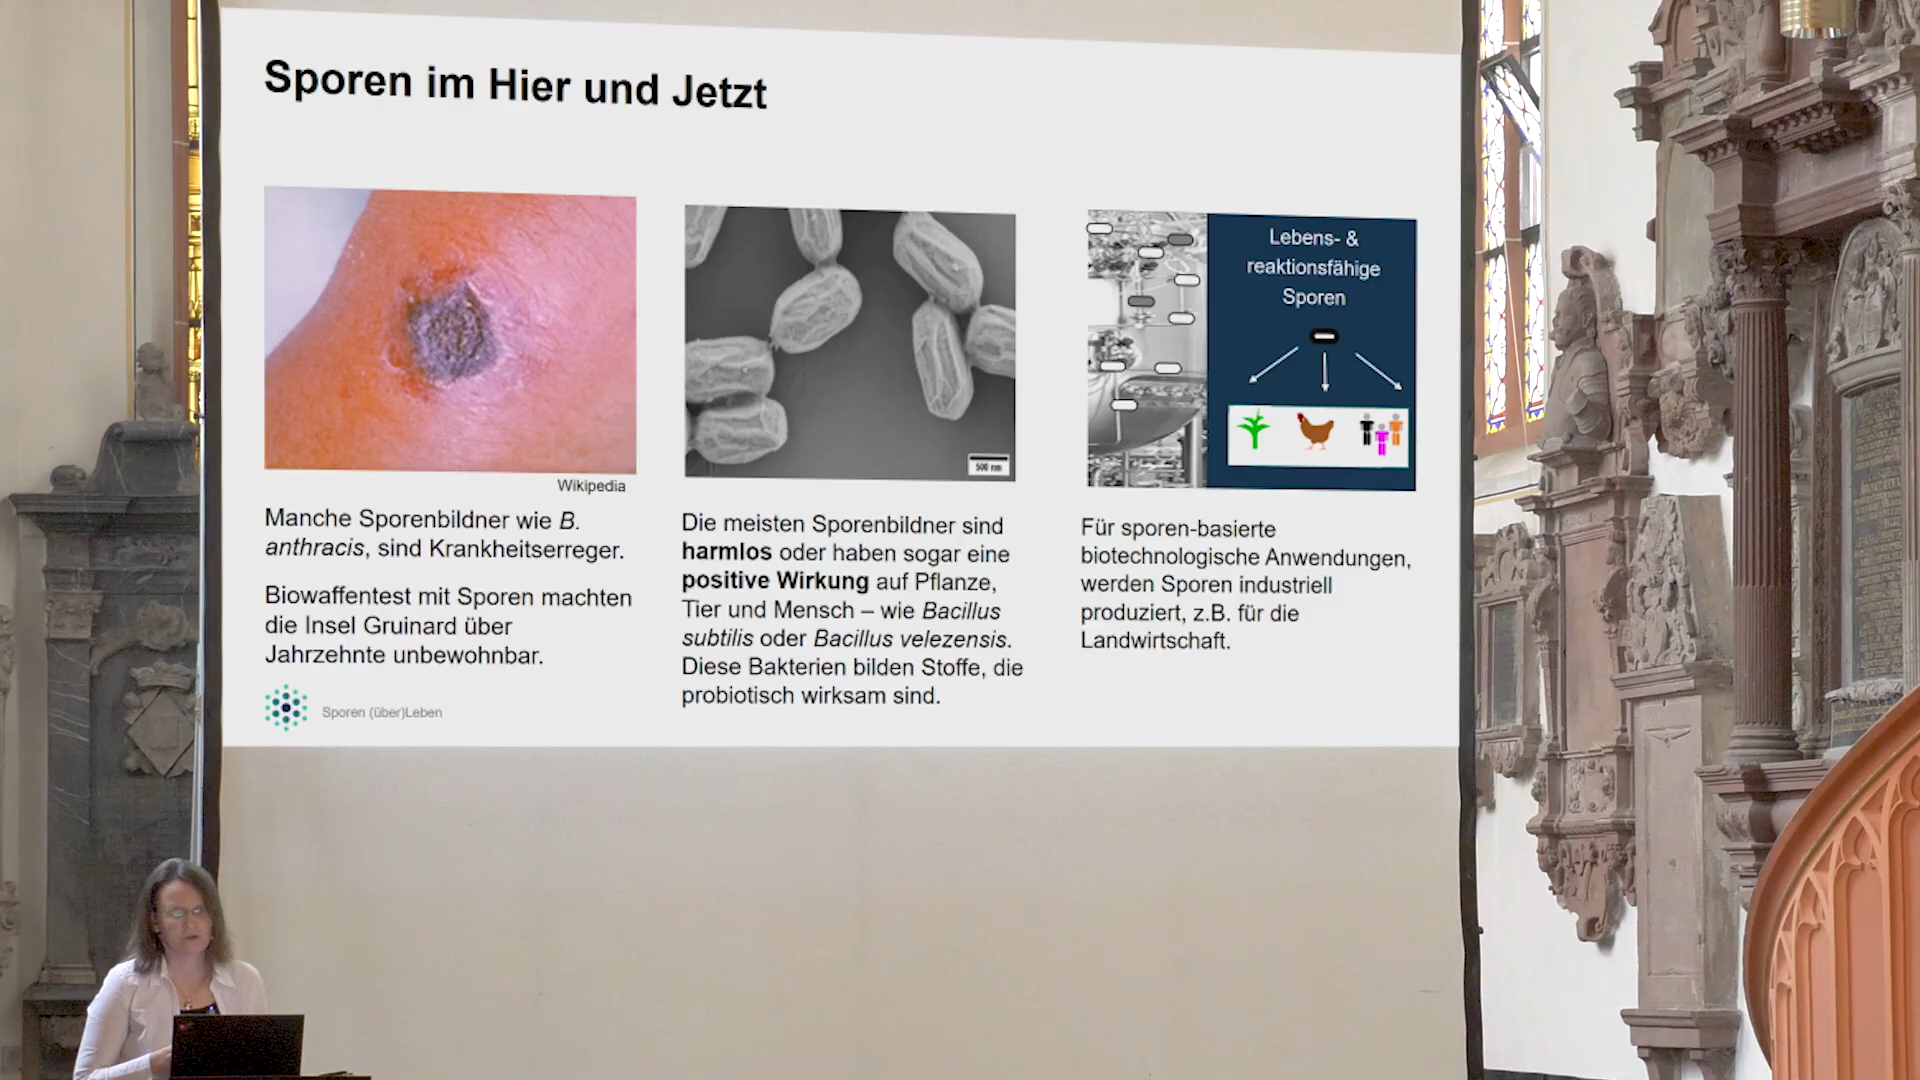 Sporen im Hier und Jetzt
Wikipedia
Manche Sporenbildner wie B.
anthracis, sind Krankheitserreger.
Biowaffentest mit Sporen machten
die Insel Gruinard über
Jahrzehnte unbewohnbar.
500 nm
Die meisten Sporenbildner sind
harmlos oder haben sogar eine
positive Wirkung auf Pflanze,
Tier und Mensch – wie Bacillus
subtilis oder Bacillus velezensis.
Diese Bakterien bilden Stoffe, die
probiotisch wirksam sind.
Lebens- &
reaktionsfähige
Sporen
Für sporen-basierte
biotechnologische Anwendungen,
werden Sporen industriell
produziert, z.B. für die
Landwirtschaft.
Sporen (über)Leben